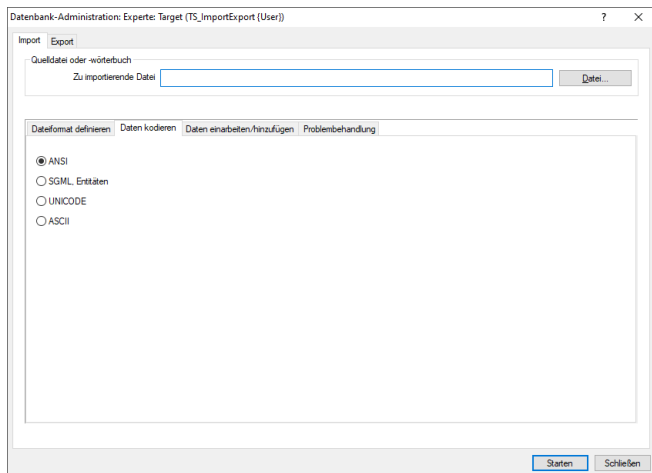 Datenbank-Administration: Experte: Target (TS_ImportExport {User})
?
Import Export
Quelldatei oder -wörterbuch
Zu importierende Datei
Datei...
Dateiformat definieren Daten kodieren Daten einarbeiten/hinzufügen Problembehandlung
ANSI
SGML, Entitäten
UNICODE
ASCII
Starten Schließen